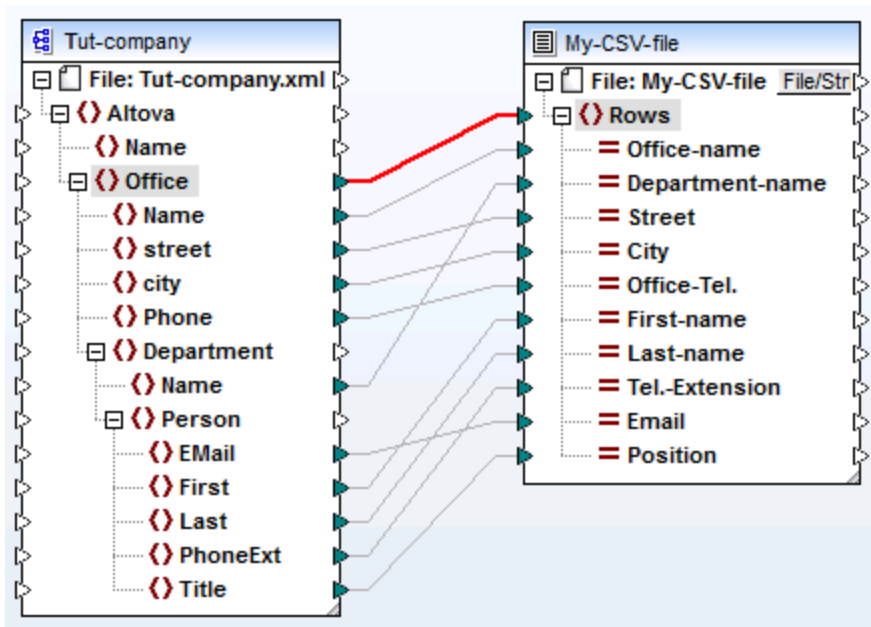 Tut-company
File: Tut-company.xml
Altova
Name
Office
Name
street
city
Phone
Department
Name
Person
EMail
First
Last
PhoneExt
Title
My-CSV-file
File: My-CSV-file File/Str
Rows
Office-name
Department-name
Street
City
Office-Tel.
First-name
Last-name
Tel.-Extension
Email
Position